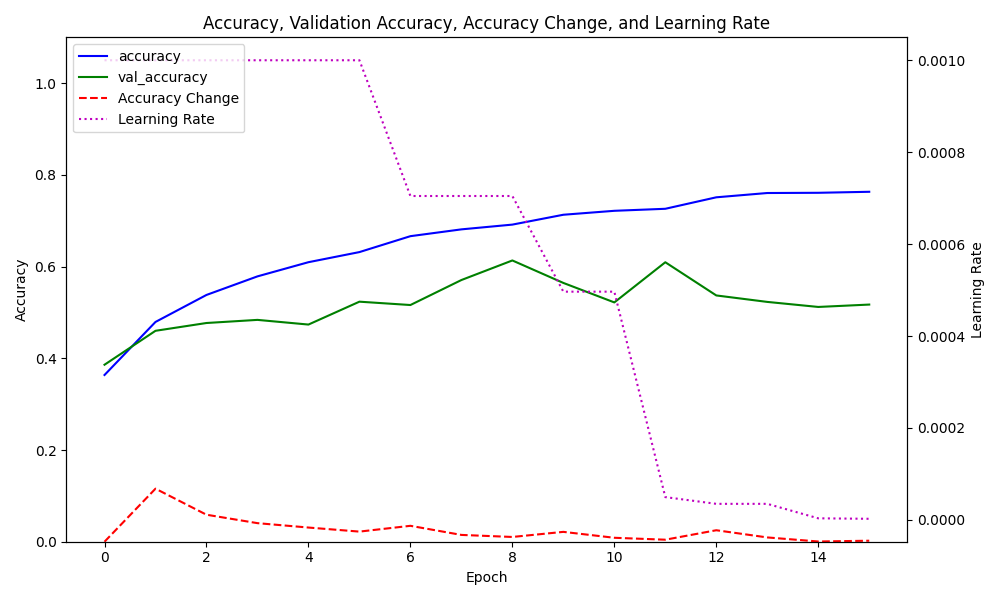 Accuracy, Validation Accuracy, Accuracy Change, and Learning Rate
accuracy
val_accuracy
Accuracy Change
Learning Rate
1.0
0.8
0.6
0.4
0.2
0.0
Accuracy
0.0010
0.0008
0.0006
0.0004
0.0002
0.0000
Learning Rate
0 2 4 6 8 10 12 14
Epoch